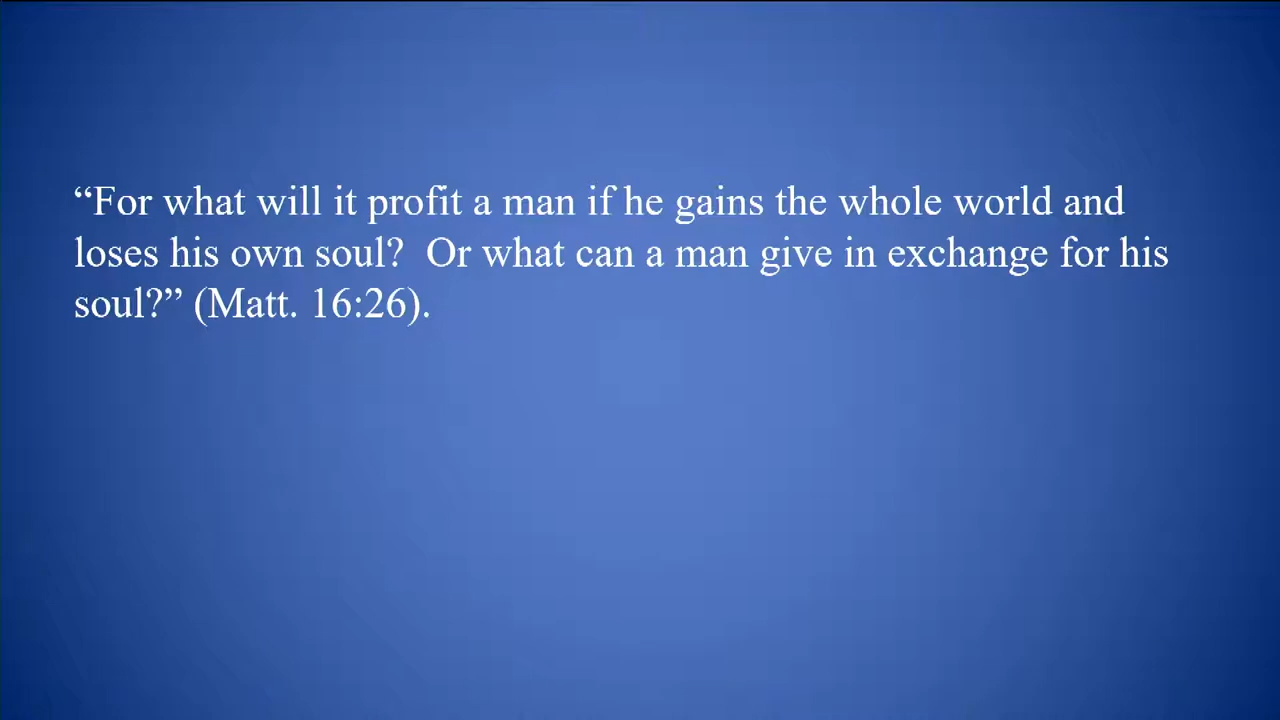 “For what will it profit a man if he gains the whole world and
loses his own soul?  Or what can a man give in exchange for his
soul?” (Matt. 16:26).